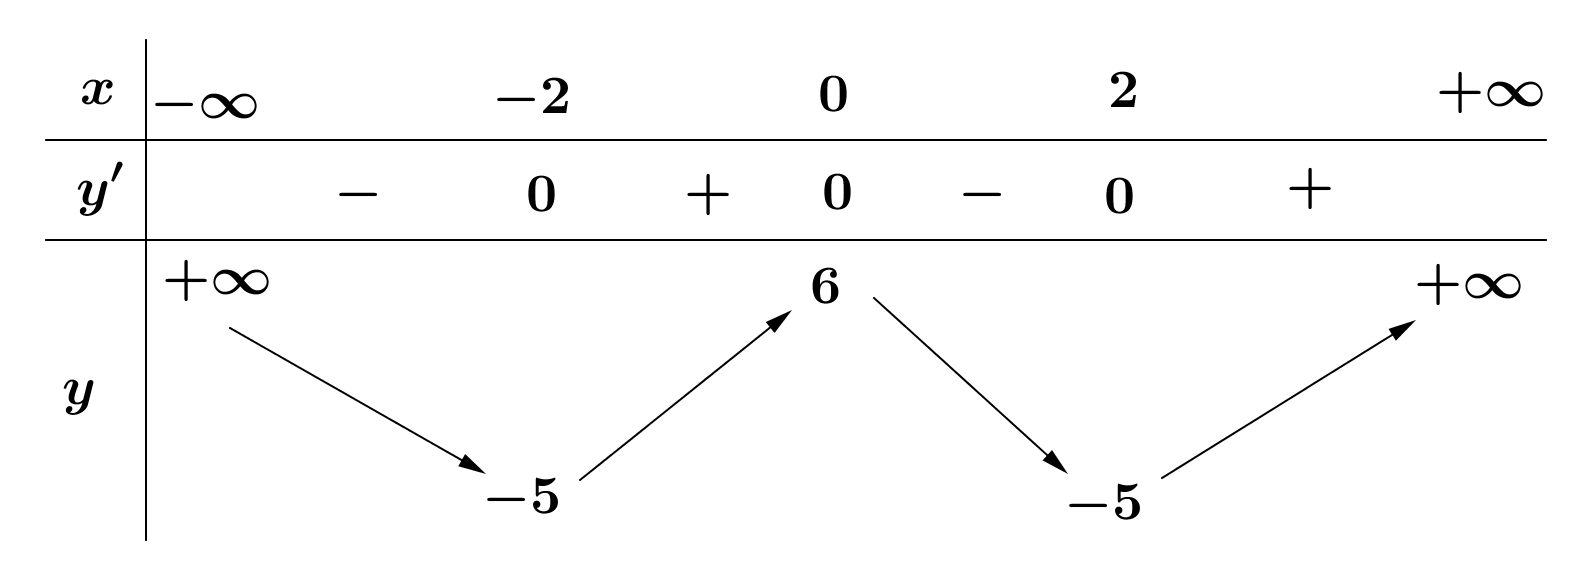 x −∞ −2 0 2 +∞
y′ − 0 + 0 − 0 +
+∞ 6 +∞
y
−5 −5